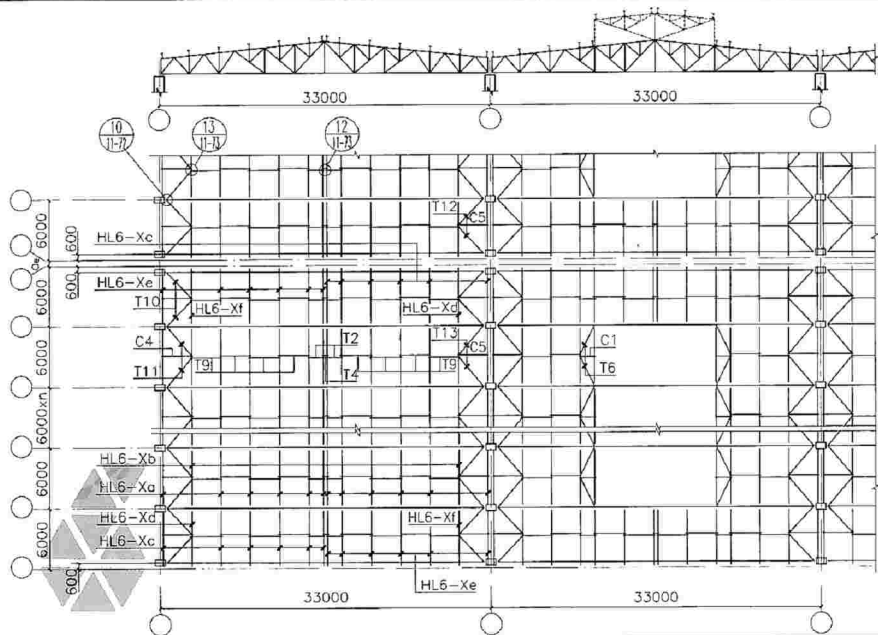 33000 33000
10 13 12
11-72 11-73 11-73
T12
C5
HL6-Xc
6000
600
600
HL6-Xe
T10 HL6-Xf HL6-Xd
6000
C4 T2 T13 C5 C1
T11 T9 T4 T9 T6
6000
6000xn
HL6-Xb
HL6-Xa
6000
HL6-Xd HL6-Xf
HL6-Xc
6000
600
HL6-Xe
33000 33000